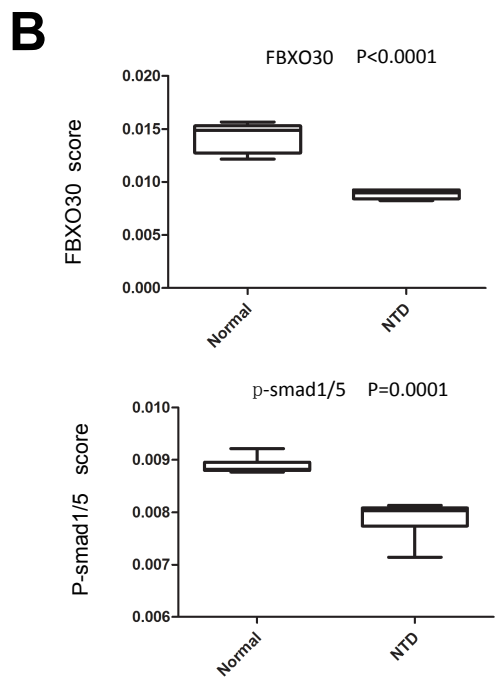 B
FBXO30 P<0.0001
0.020
0.015
0.010
0.005
0.000
FBXO30 score
Normal
NTD
p-smad1/5 P=0.0001
0.010
0.009
0.008
0.007
0.006
P-smad1/5 score
Normal
NTD